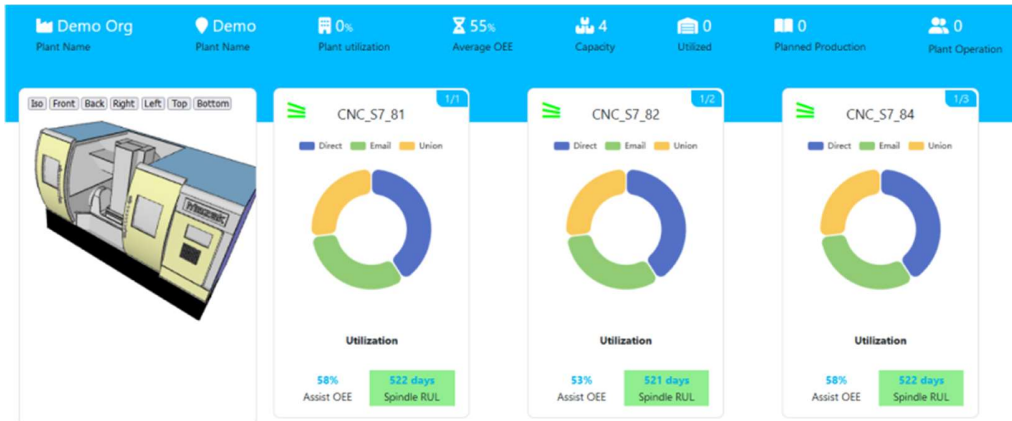 Demo Org
Plant Name
Demo
Plant Name
0%
Plant utilization
55%
Average OEE
4
Capacity
0
Utilized
0
Planned Production
0
Plant Operation
Iso Front Back Right Left Top Bottom
1/1
CNC_S7_81
Direct Email Union
Utilization
58%
Assist OEE
522 days
Spindle RUL
1/2
CNC_S7_82
Direct Email Union
Utilization
53%
Assist OEE
521 days
Spindle RUL
1/3
CNC_S7_84
Direct Email Union
Utilization
58%
Assist OEE
522 days
Spindle RUL